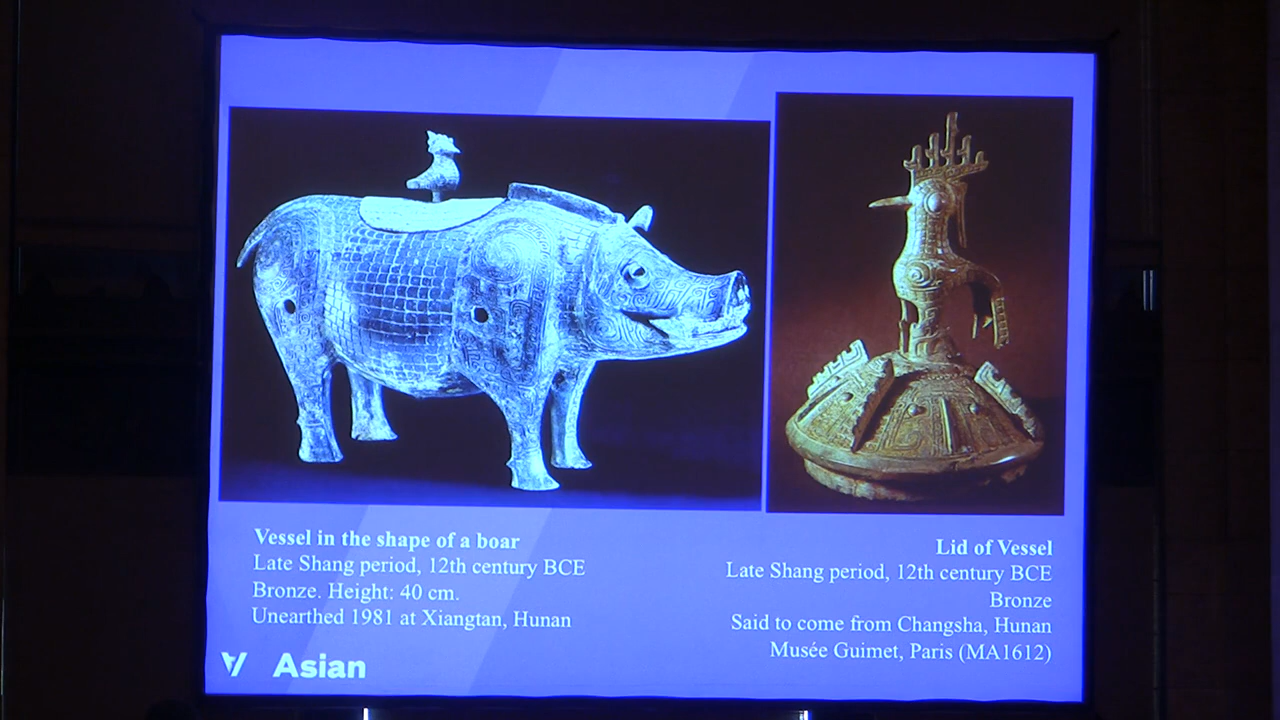 Vessel in the shape of a boar
Late Shang period, 12th century BCE
Bronze. Height: 40 cm.
Unearthed 1981 at Xiangtan, Hunan
Lid of Vessel
Late Shang period, 12th century BCE
Bronze
Said to come from Changsha, Hunan
Musée Guimet, Paris (MA1612)
Asian